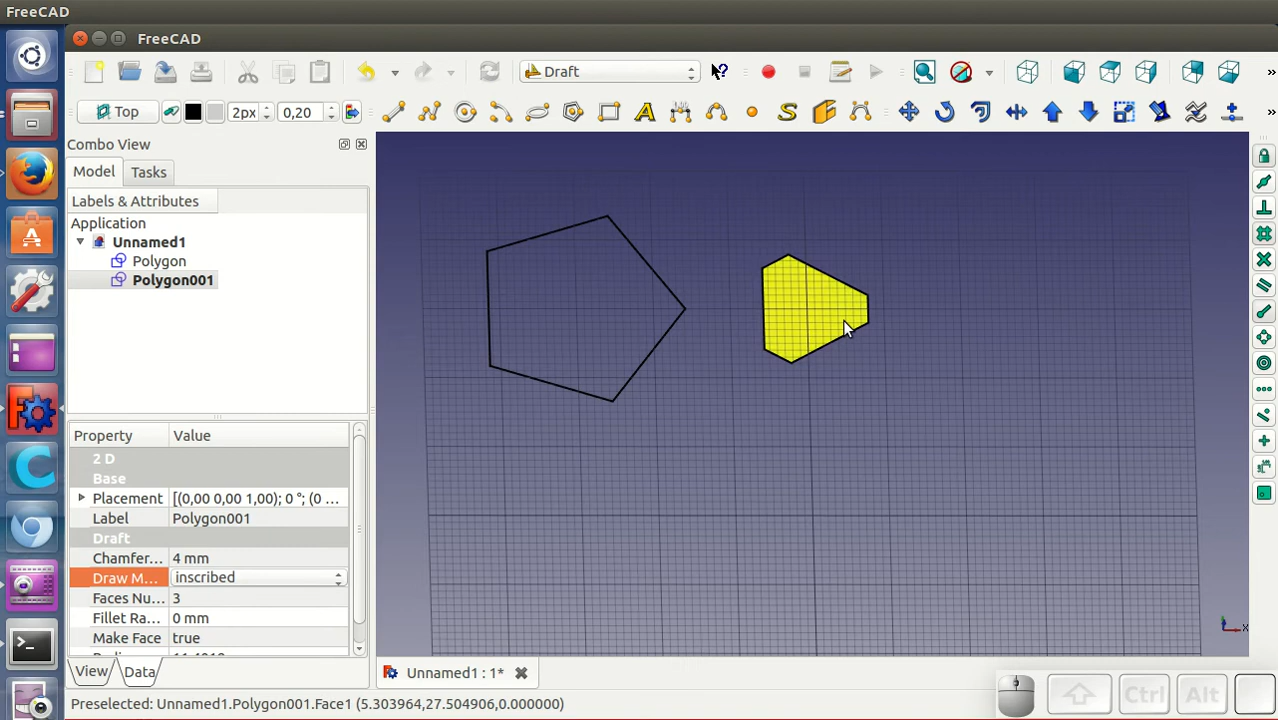 FreeCAD
FreeCAD
Draft
Top
2px
0,20
Combo View
Model
Tasks
Labels & Attributes
Application
Unnamed1
Polygon
Polygon001
Property
Value
2 D
Base
Placement
[(0,00 0,00 1,00); 0 °; (0 ...
Label
Polygon001
Draft
Chamfer...
4 mm
Draw M...
inscribed
Faces Nu...
3
Fillet Ra...
0 mm
Make Face
true
View
Data
Unnamed1 : 1*
X
Preselected: Unnamed1.Polygon001.Face1 (5.303964,27.504906,0.000000)
Ctrl
Alt